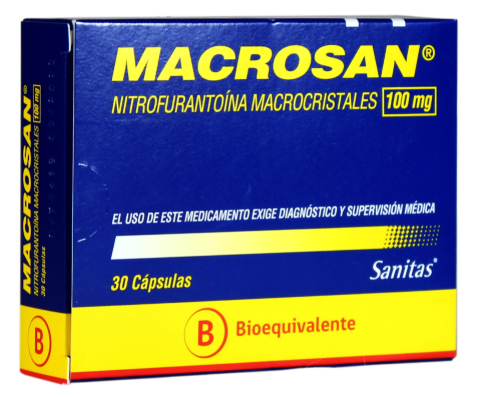 MACROSAN®
NITROFURANTOÍNA MACROCRISTALES 100 mg
EL USO DE ESTE MEDICAMENTO EXIGE DIAGNÓSTICO Y SUPERVISIÓN MÉDICA
30 Cápsulas
Sanitas®
B Bioequivalente
MACROSAN®
NITROFURANTOÍNA MACROCRISTALES 100 mg
30 Cápsulas
B